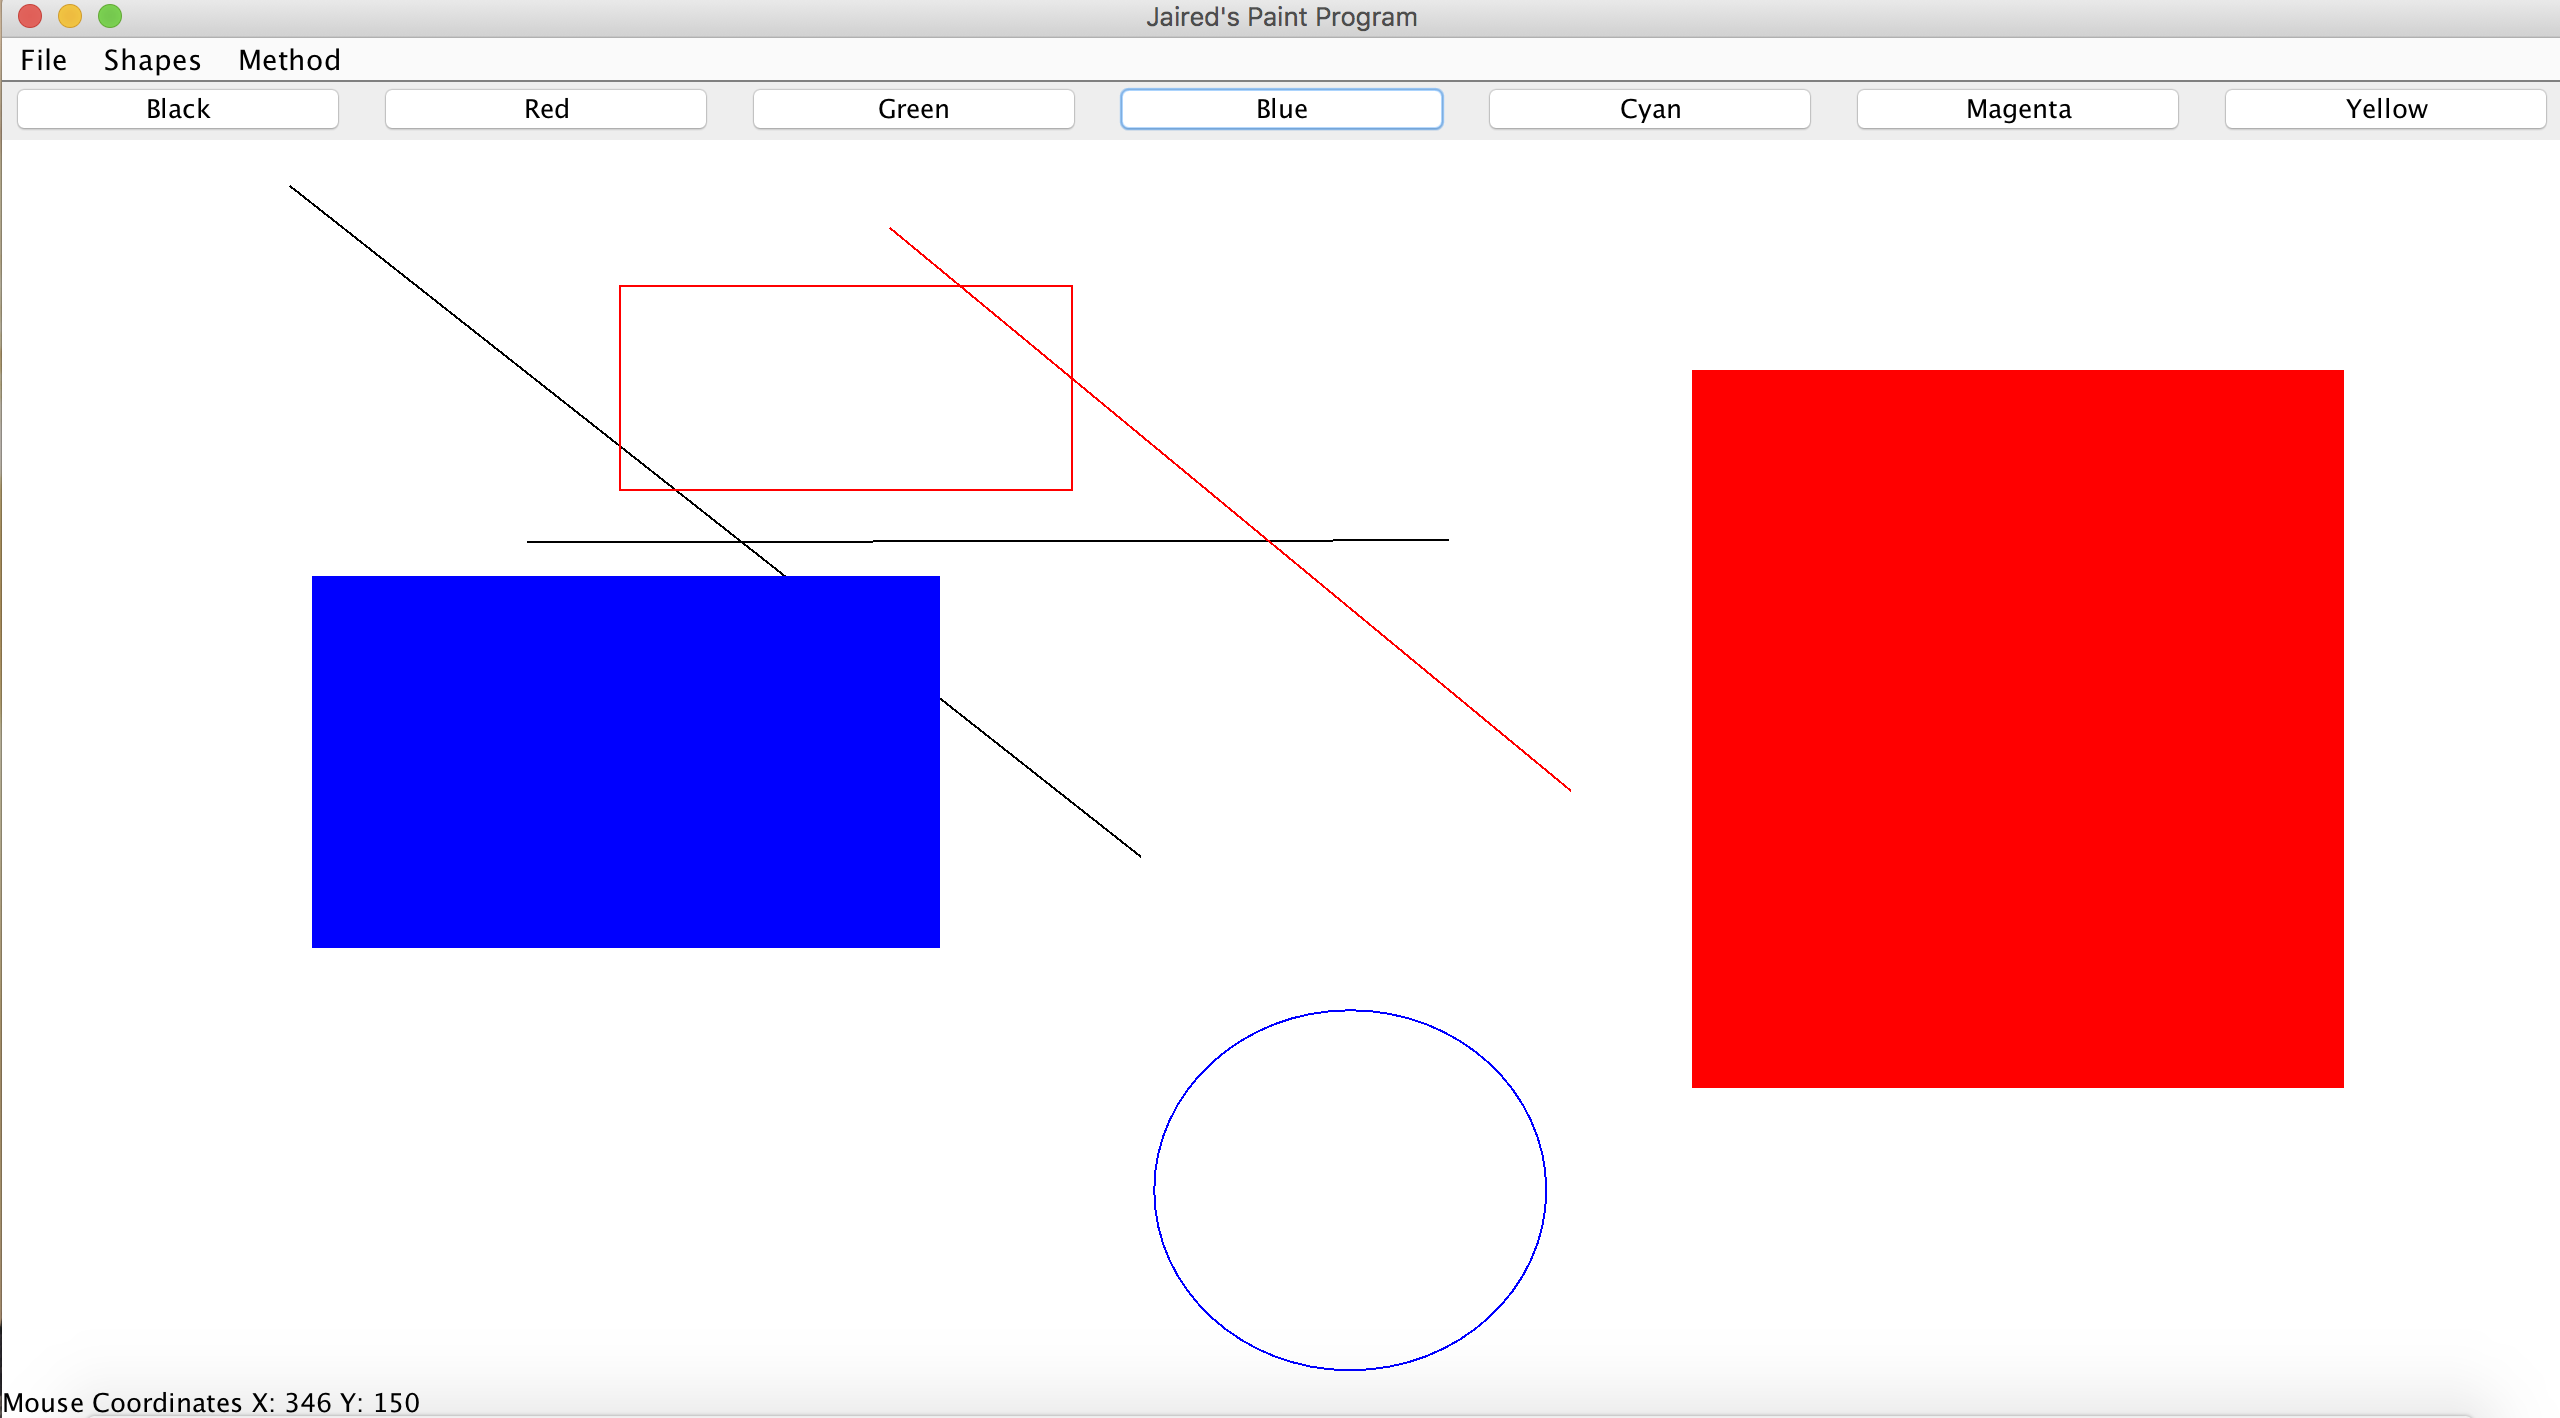 Jaired's Paint Program
File Shapes Method
Black Red Green Blue Cyan Magenta Yellow
Mouse Coordinates X: 346 Y: 150